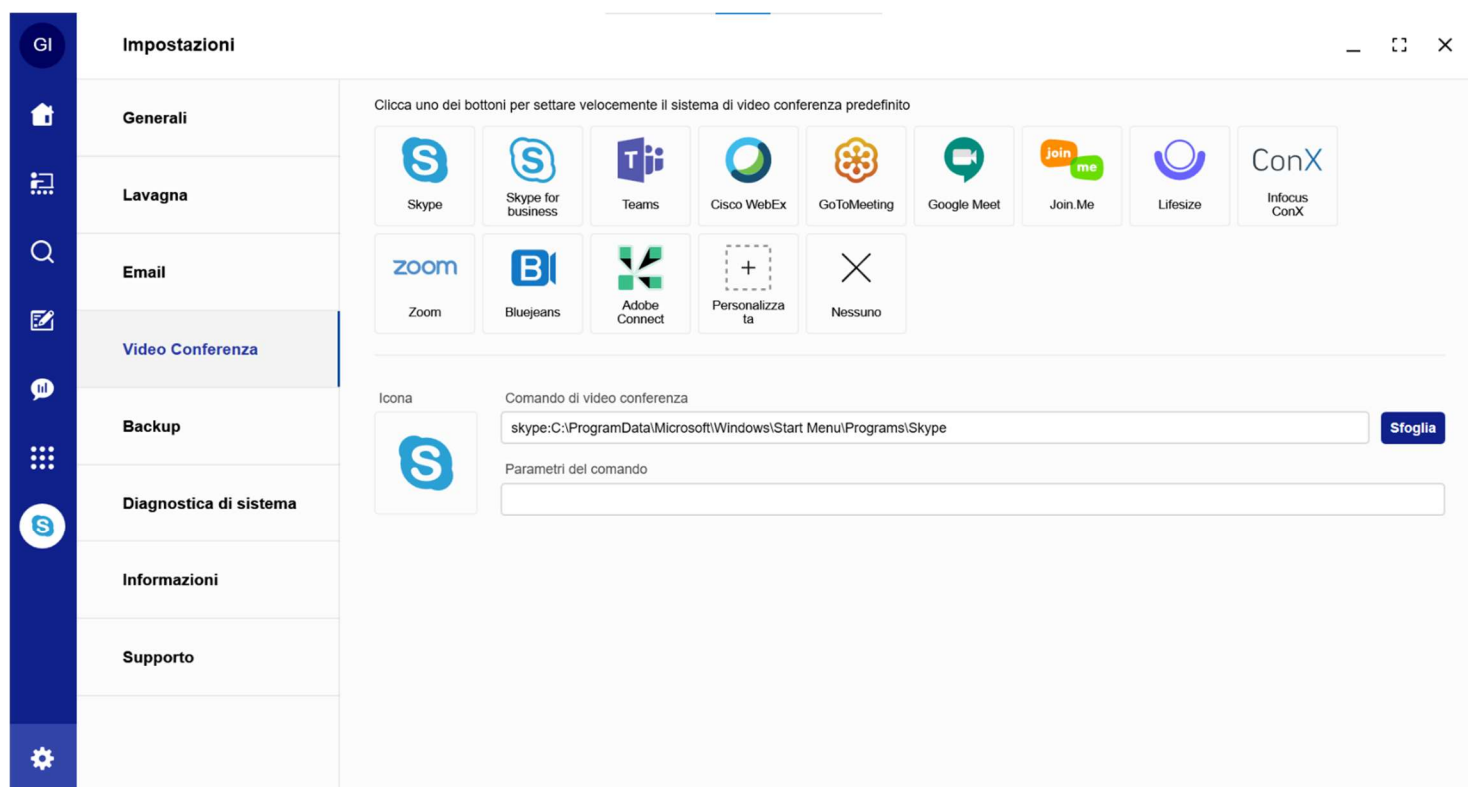 GI
Impostazioni
Generali
Lavagna
Email
Video Conferenza
Backup
Diagnostica di sistema
Informazioni
Supporto
Clicca uno dei bottoni per settare velocemente il sistema di video conferenza predefinito
S
Skype
S
Skype for
business
T
Teams
Cisco WebEx
GoToMeeting
Google Meet
join
me
Join.Me
Lifesize
ConX
Infocus
ConX
zoom
Zoom
B
Bluejeans
Adobe
Connect
+
Personalizza
ta
Nessuno
Icona
S
Comando di video conferenza
skype:C:\ProgramData\Microsoft\Windows\Start Menu\Programs\Skype
Sfoglia
Parametri del comando
S